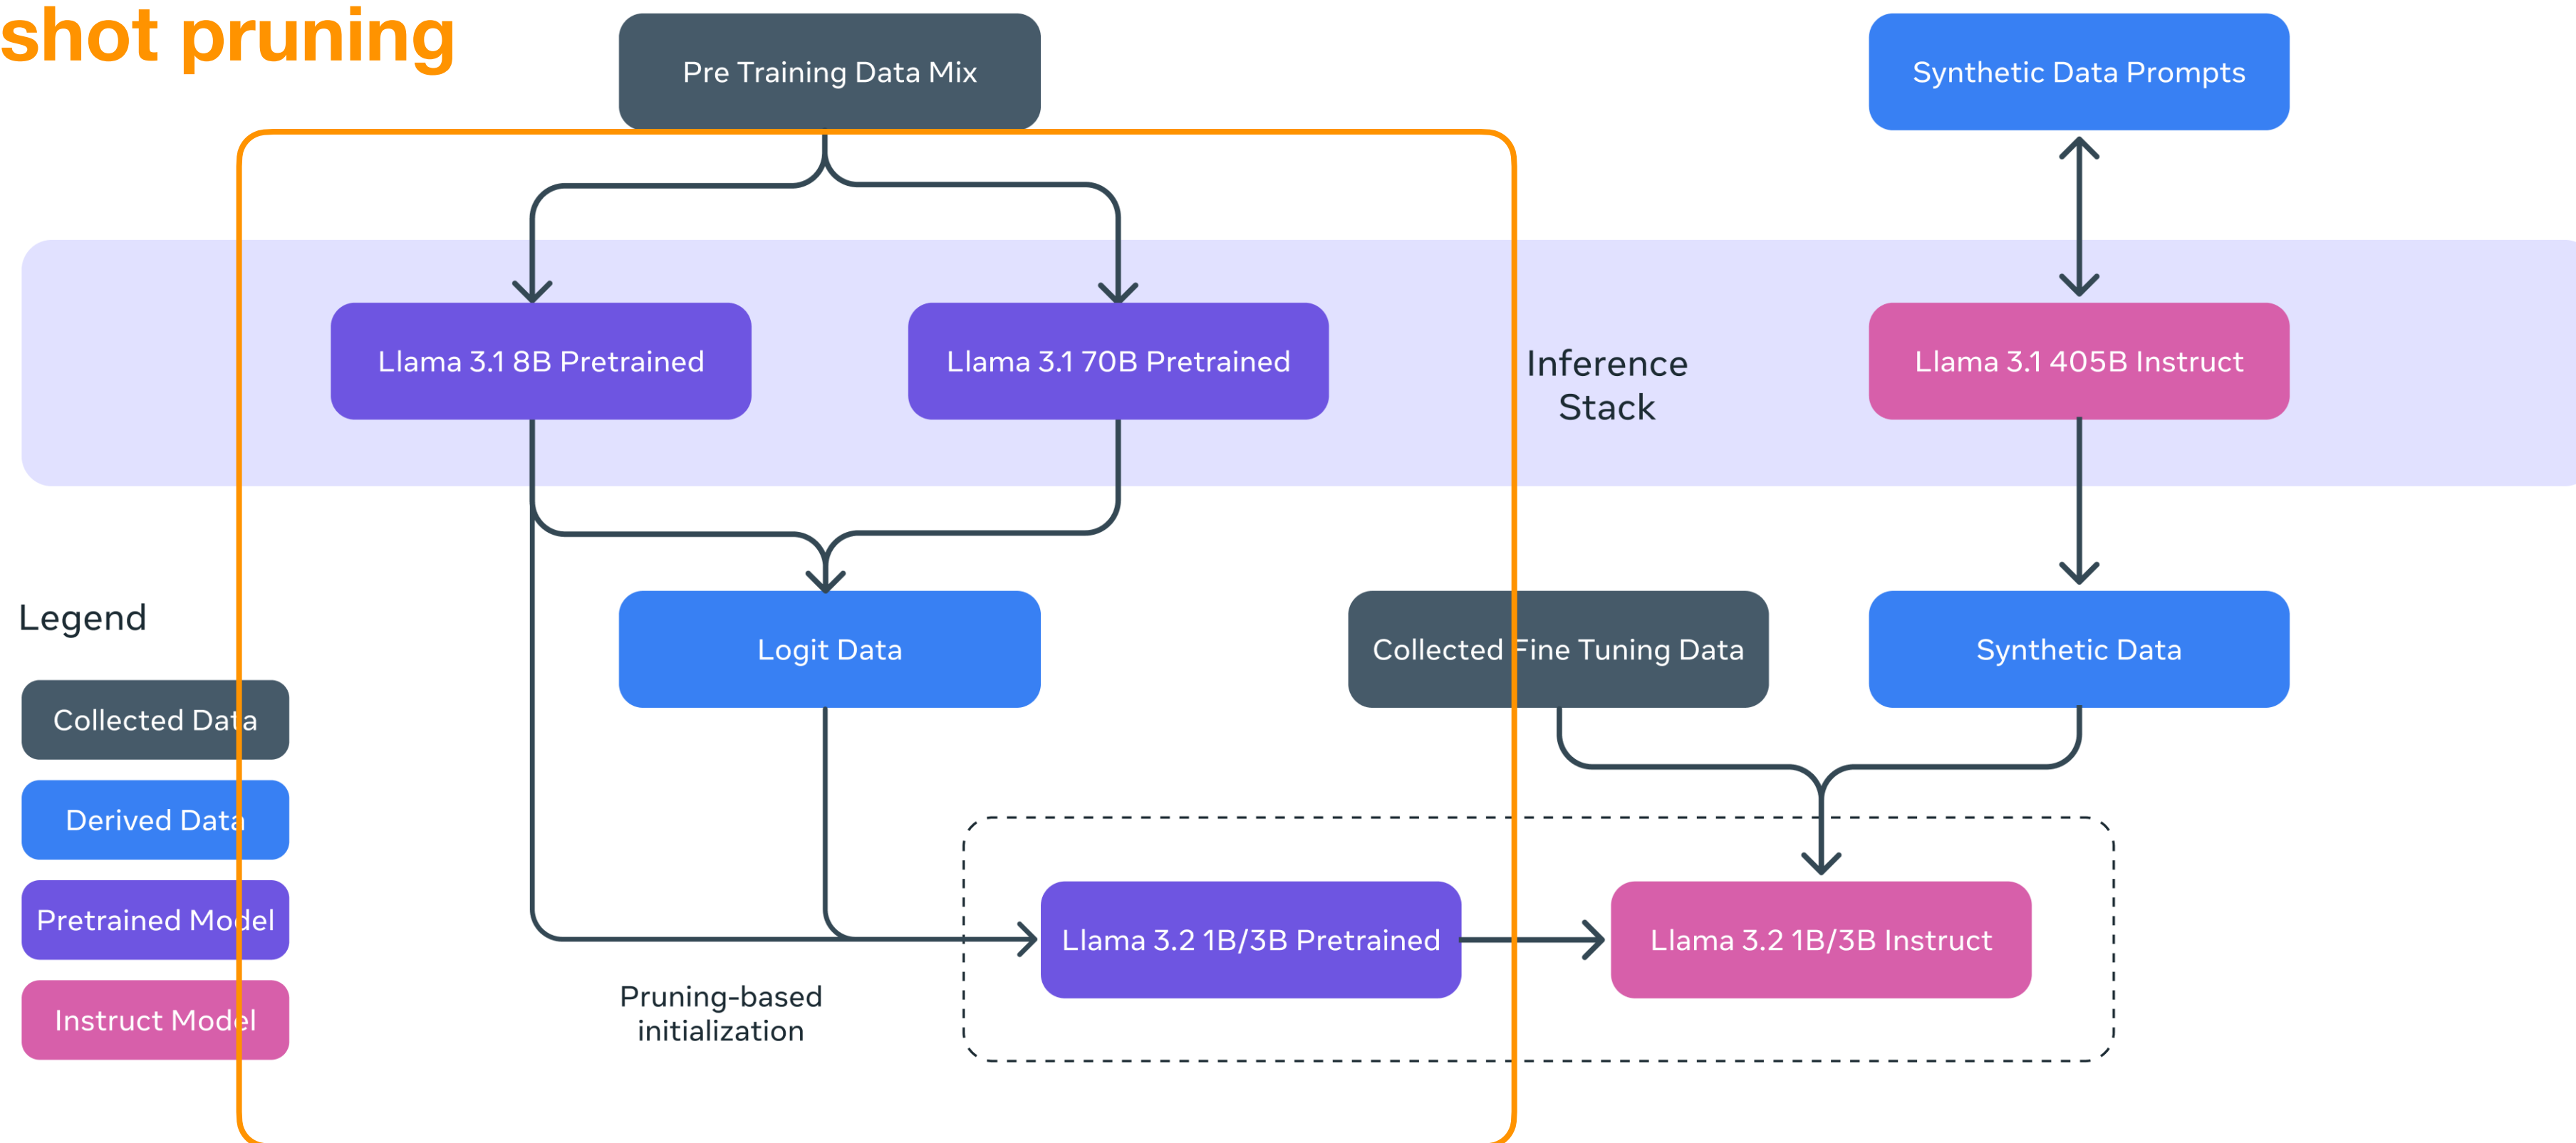 shot pruning
Pre Training Data Mix
Synthetic Data Prompts
Llama 3.1 8B Pretrained
Llama 3.1 70B Pretrained
Inference
Stack
Llama 3.1 405B Instruct
Legend
Logit Data
Collected Fine Tuning Data
Synthetic Data
Collected Data
Derived Data
Pretrained Model
Instruct Model
Llama 3.2 1B/3B Pretrained
Llama 3.2 1B/3B Instruct
Pruning-based
initialization